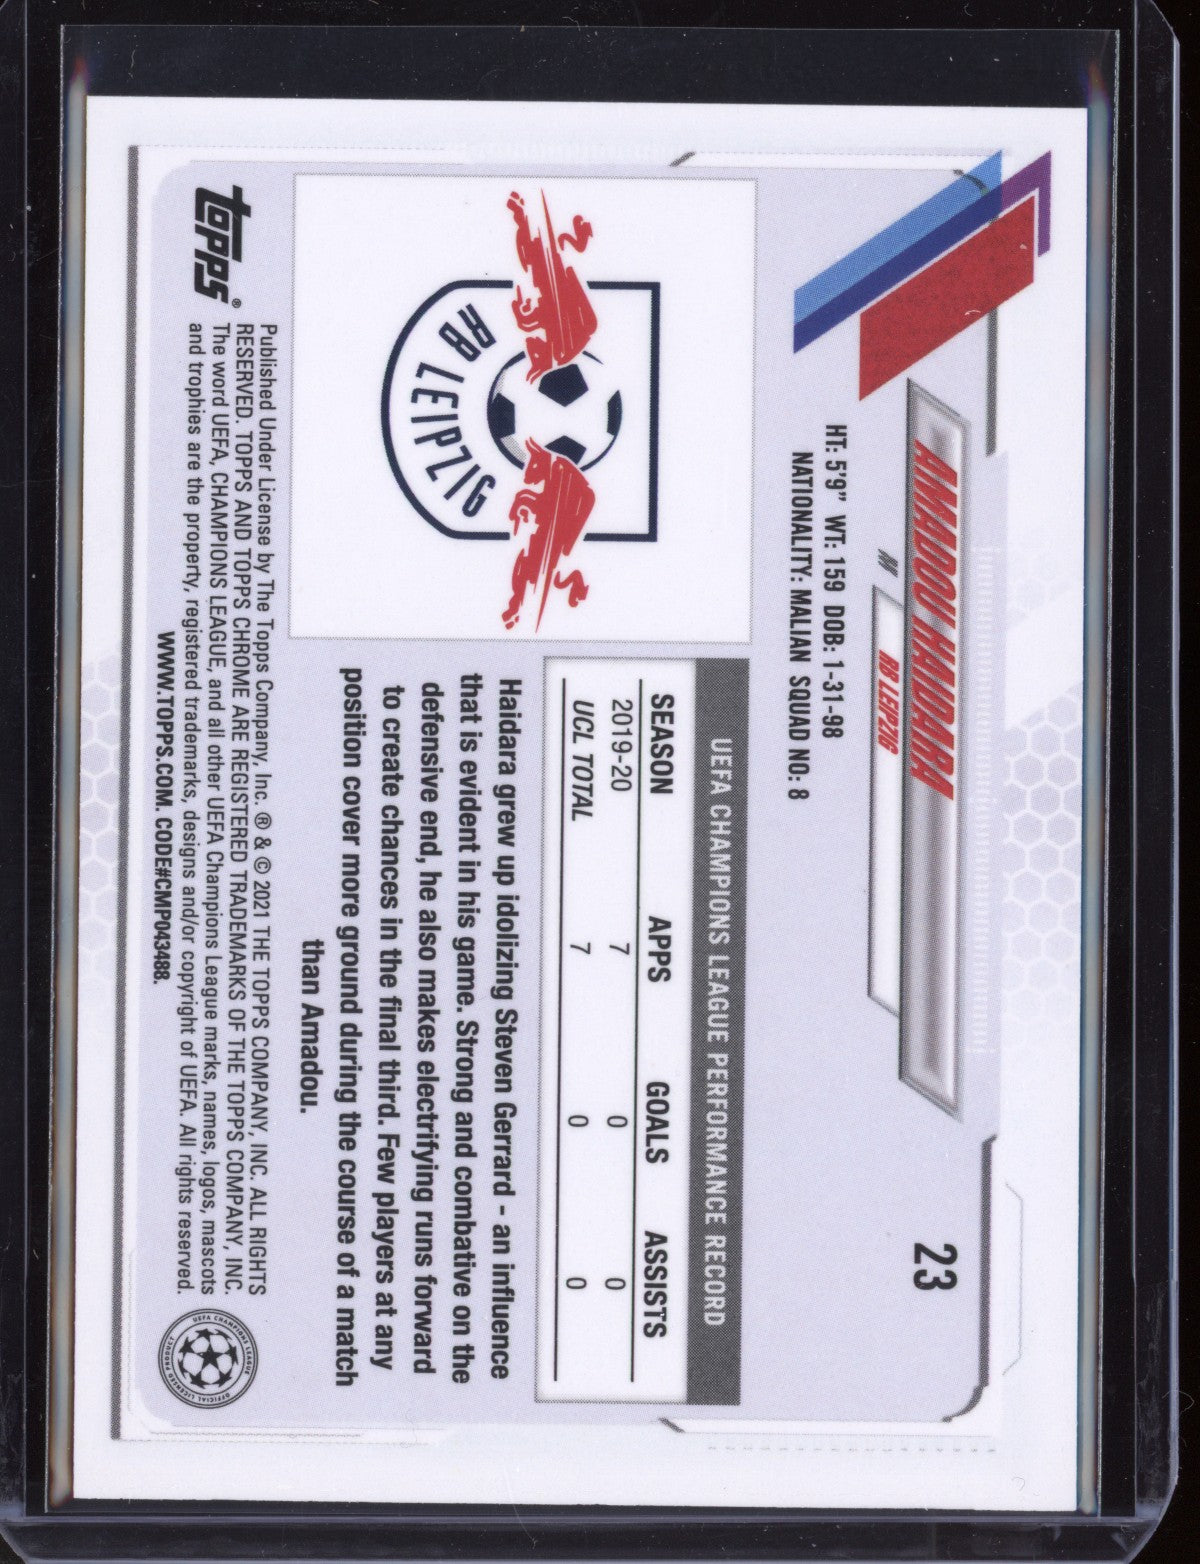 23
AMADOU HAIDARA
M RB LEIPZIG
HT: 5'9" WT: 159 DOB: 1-31-98
NATIONALITY: MALIAN SQUAD NO: 8
RB LEIPZIG
UEFA CHAMPIONS LEAGUE PERFORMANCE RECORD
SEASON APPS GOALS ASSISTS
2019-20 7 0 0
UCL TOTAL 7 0 0
Haidara grew up idolizing Steven Gerrard - an influence
that is evident in his game. Strong and combative on the
defensive end, he also makes electrifying runs forward
to create chances in the final third. Few players at any
position cover more ground during the course of a match
than Amadou.
topps®
Published Under License by The Topps Company, Inc. ® & © 2021 THE TOPPS COMPANY, INC. ALL RIGHTS
RESERVED. TOPPS AND TOPPS CHROME ARE REGISTERED TRADEMARKS OF THE TOPPS COMPANY, INC.
The word UEFA, CHAMPIONS LEAGUE, and all other UEFA Champions League marks, names, logos, mascots
and trophies are the property, registered trademarks, designs and/or copyright of UEFA. All rights reserved.
WWW.TOPPS.COM. CODE#CMP043488.
UEFA CHAMPIONS LEAGUE
OFFICIAL LICENSED PRODUCT